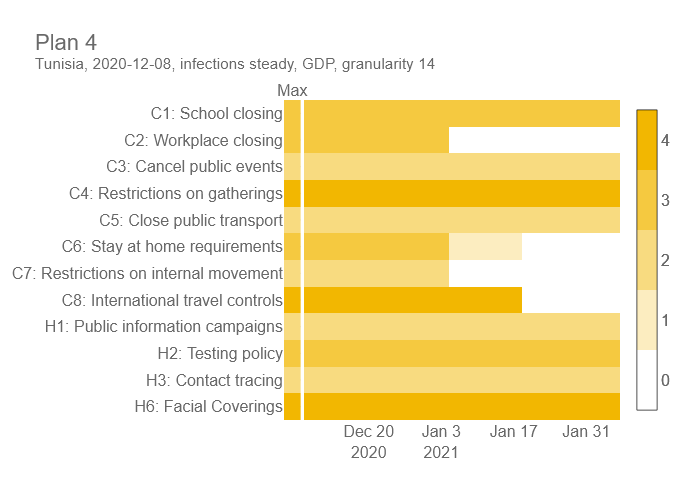 Plan 4
Tunisia, 2020-12-08, infections steady, GDP, granularity 14
Max
C1: School closing
C2: Workplace closing
C3: Cancel public events
C4: Restrictions on gatherings
C5: Close public transport
C6: Stay at home requirements
C7: Restrictions on internal movement
C8: International travel controls
H1: Public information campaigns
H2: Testing policy
H3: Contact tracing
H6: Facial Coverings
Dec 20 Jan 3 Jan 17 Jan 31
2020 2021
4
3
2
1
0